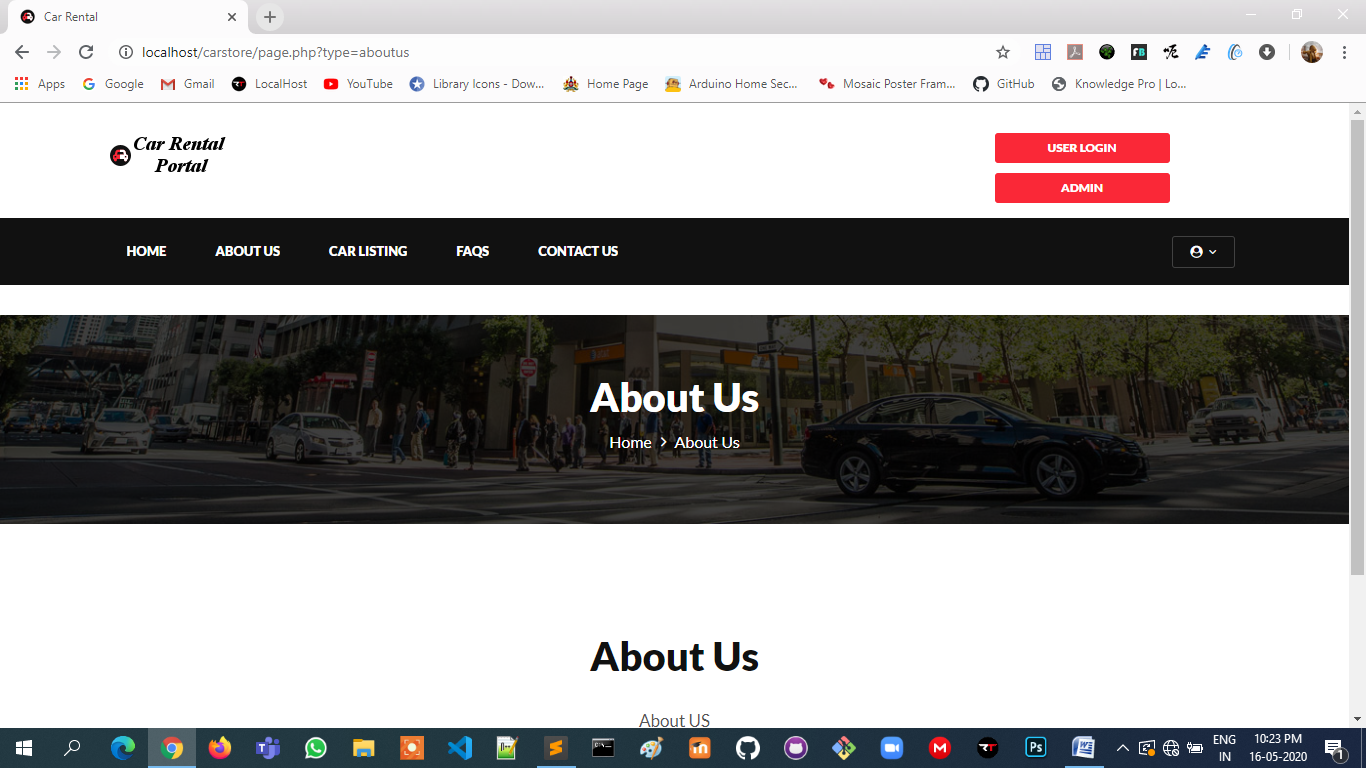 Car Rental
localhost/carstore/page.php?type=aboutus
Apps Google Gmail LocalHost YouTube Library Icons - Dow... Home Page Arduino Home Sec... Mosaic Poster Fram... GitHub Knowledge Pro | Lo...
Car Rental
Portal
USER LOGIN
ADMIN
HOME ABOUT US CAR LISTING FAQS CONTACT US
About Us
Home > About Us
About Us
About US
ENG
IN
10:23 PM
16-05-2020
1